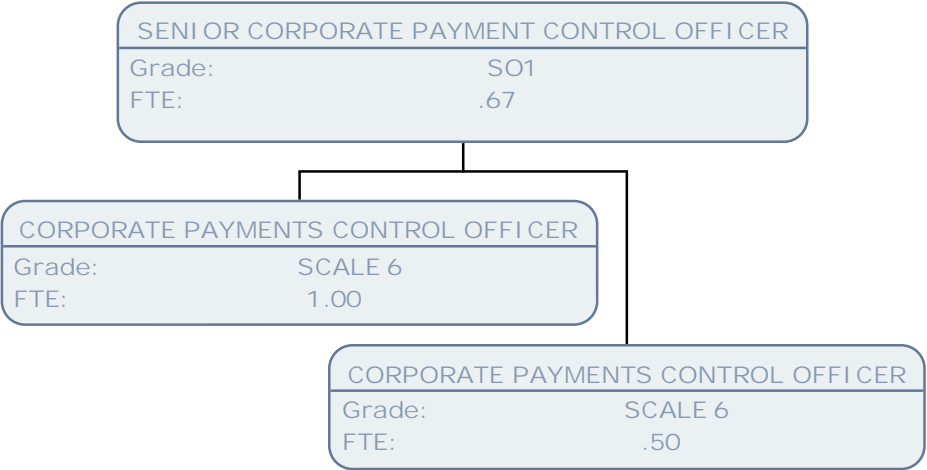 SENIOR CORPORATE PAYMENT CONTROL OFFICER
Grade: SO1
FTE: .67
CORPORATE PAYMENTS CONTROL OFFICER
Grade: SCALE 6
FTE: 1.00
CORPORATE PAYMENTS CONTROL OFFICER
Grade: SCALE 6
FTE: .50